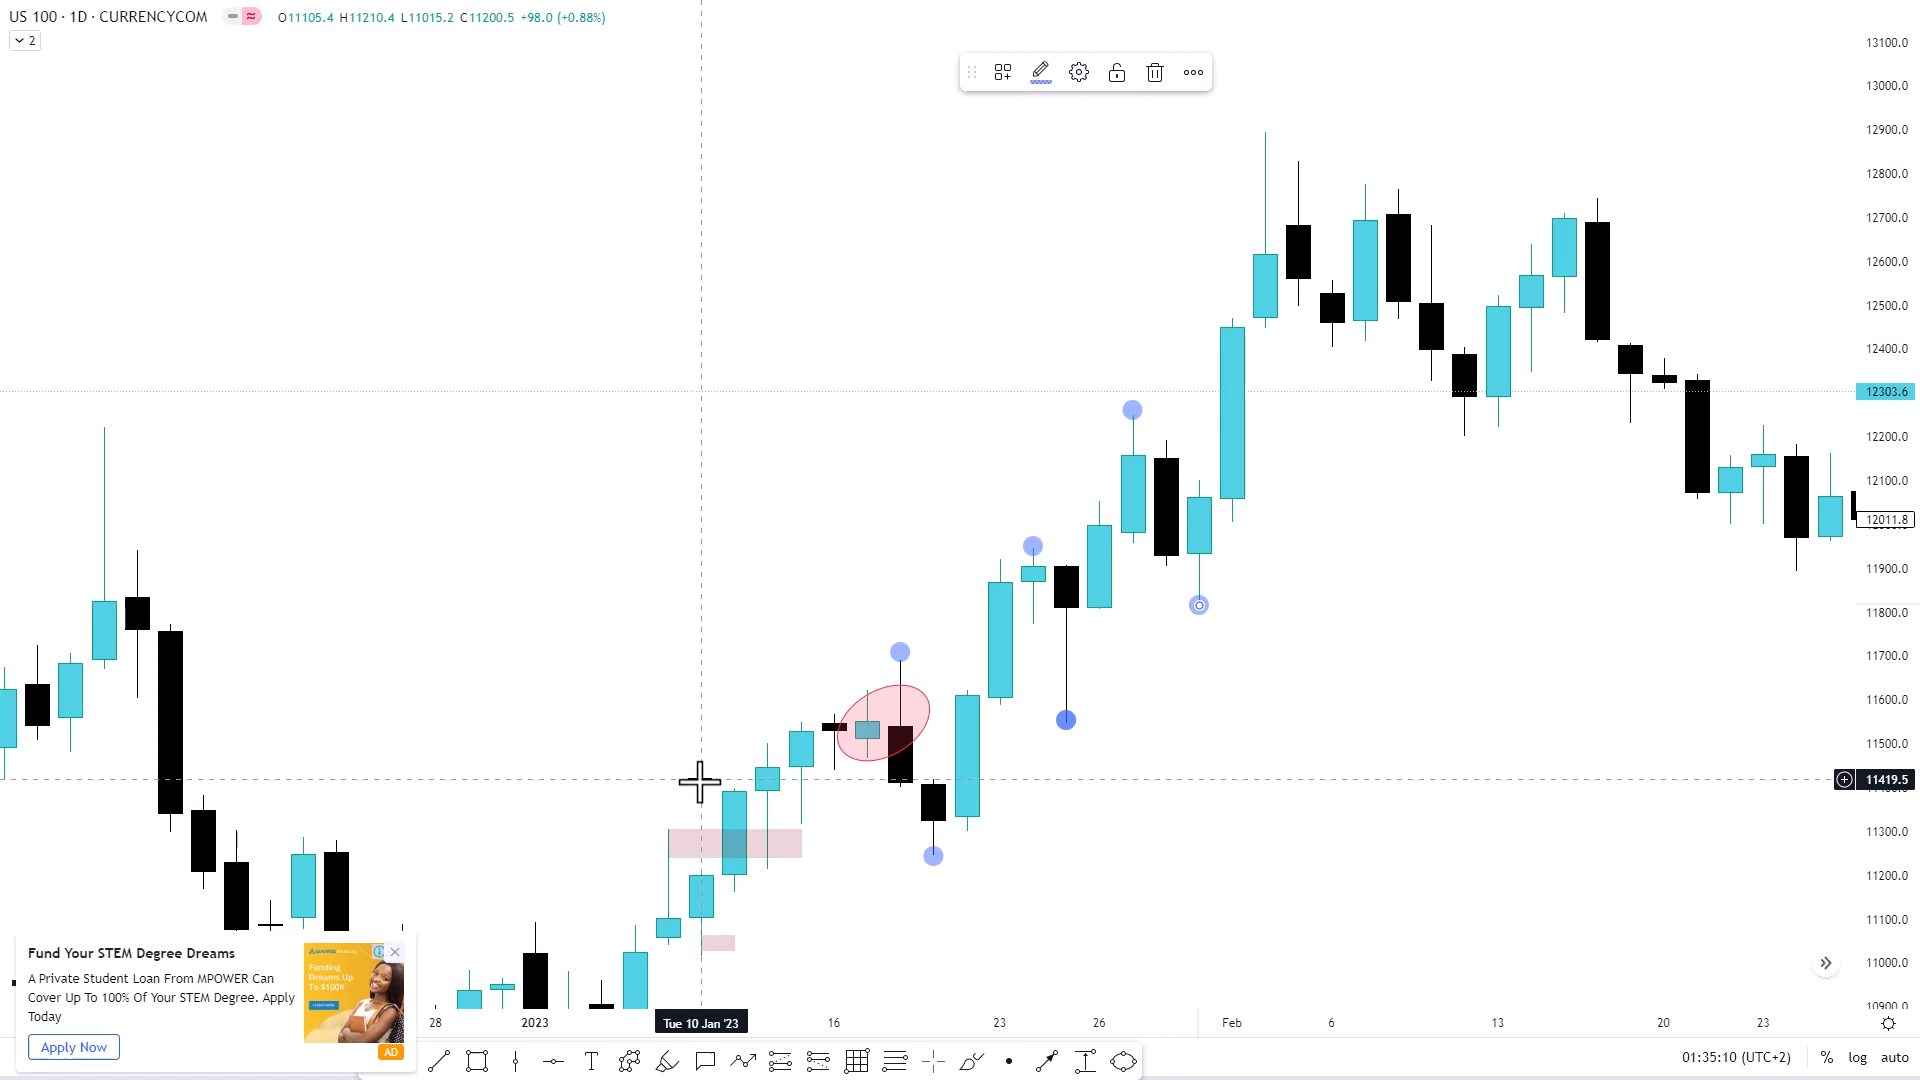 US 100 · 1D · CURRENCYCOM O11105.4 H11210.4 L11015.2 C11200.5 +98.0 (+0.88%)
2
13100.0
13000.0
12900.0
12800.0
12700.0
12600.0
12500.0
12400.0
12303.6
12200.0
12100.0
12011.8
11900.0
11800.0
11700.0
11600.0
11500.0
11419.5
11300.0
11200.0
11100.0
11000.0
10900.0
Fund Your STEM Degree Dreams
A Private Student Loan From MPOWER Can
Cover Up To 100% Of Your STEM Degree. Apply
Today
Apply Now
Funding
Dreams Up
To $100K
AD
28 2023 Tue 10 Jan '23 16 23 26 Feb 6 13 20 23
01:35:10 (UTC+2) % log auto